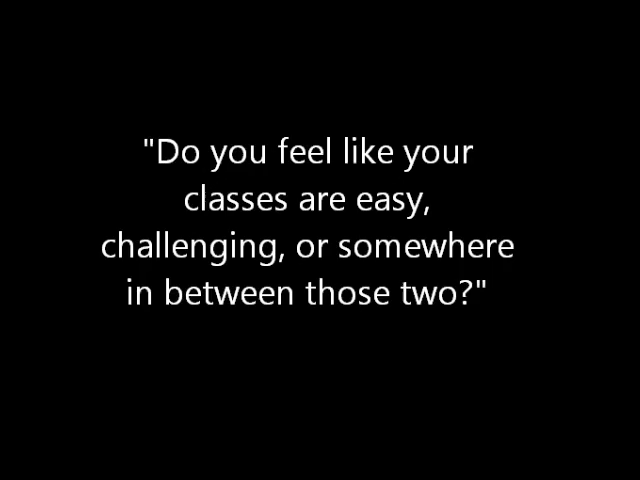 "Do you feel like your
classes are easy,
challenging, or somewhere
in between those two?"